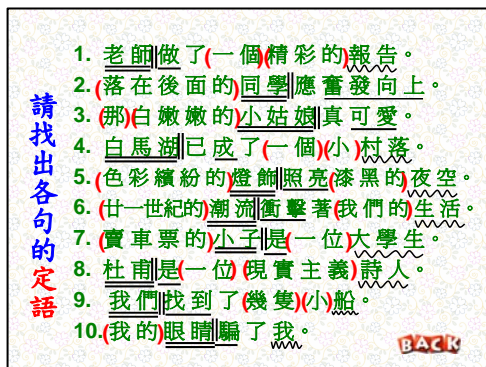 請找出各句的定語
1. 老師‖做了(一個)(精彩的)報告。
2. (落在後面的)同學‖應奮發向上。
3. (那)(白嫩嫩的)小姑娘‖真可愛。
4. 白馬湖‖已成了(一個)(小)村落。
5. (色彩繽紛的)燈飾‖照亮(漆黑的)夜空。
6. (廿一世紀的)潮流‖衝擊著(我們的)生活。
7. (賣車票的)小子‖是(一位)大學生。
8. 杜甫‖是(一位)(現實主義)詩人。
9. 我們‖找到了(幾隻)(小)船。
10.(我的)眼睛‖騙了我。
BACK